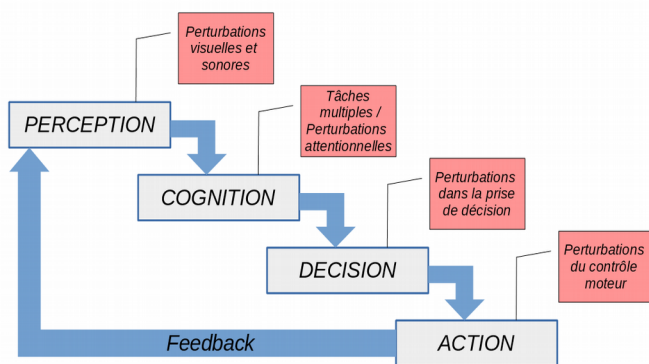 Perturbations
visuelles et
sonores
PERCEPTION
Tâches
multiples /
Perturbations
attentionnelles
COGNITION
Perturbations
dans la prise
de décision
DECISION
Perturbations
du contrôle
moteur
ACTION
Feedback